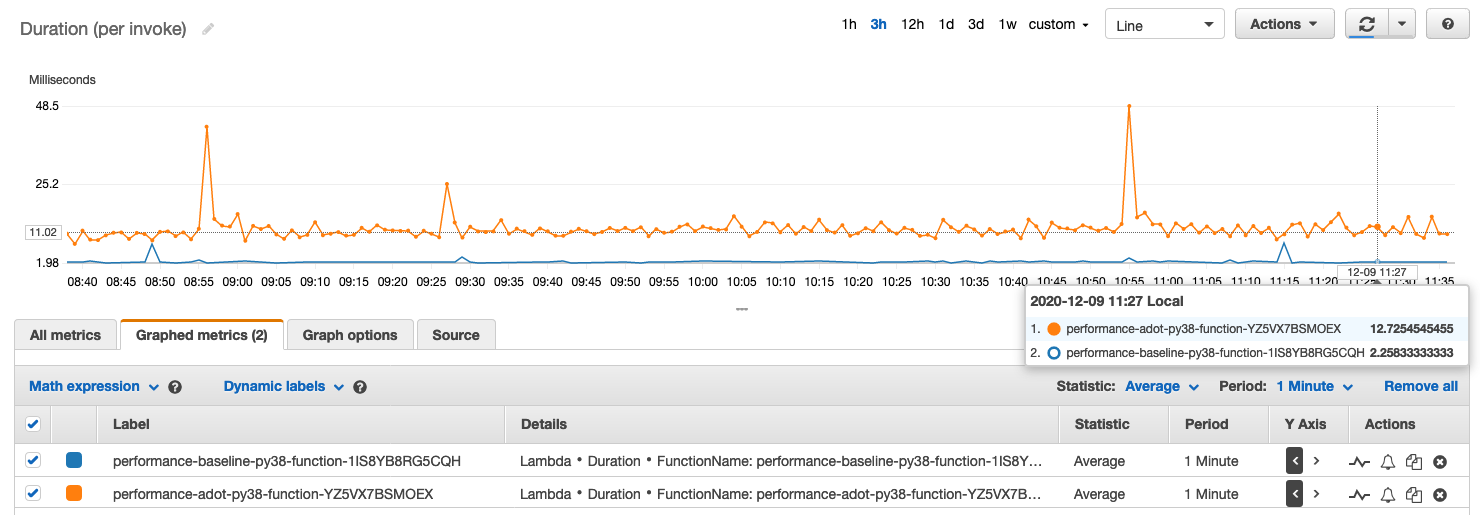 Duration (per invoke)
1h 3h 12h 1d 3d 1w custom Line Actions
Milliseconds
48.5
25.2
11.02
1.98
08:40 08:45 08:50 08:55 09:00 09:05 09:10 09:15 09:20 09:25 09:30 09:35 09:40 09:45 09:50 09:55 10:00 10:05 10:10 10:15 10:20 10:25 10:30 10:35 10:40 10:45 10:50 10:55 11:00 11:05 11:10 11:15 11:20 11:30 11:35
12-09 11:27
2020-12-09 11:27 Local
1. performance-adot-py38-function-YZ5VX7BSMOEX 12.7254545455
2. performance-baseline-py38-function-1IS8YB8RG5CQH 2.25833333333
All metrics Graphed metrics (2) Graph options Source
Math expression ? Dynamic labels ? Statistic: Average Period: 1 Minute Remove all
Label Details Statistic Period Y Axis Actions
performance-baseline-py38-function-1IS8YB8RG5CQH Lambda • Duration • FunctionName: performance-baseline-py38-function-1IS8Y... Average 1 Minute < >
performance-adot-py38-function-YZ5VX7BSMOEX Lambda • Duration • FunctionName: performance-adot-py38-function-YZ5VX7B... Average 1 Minute < >